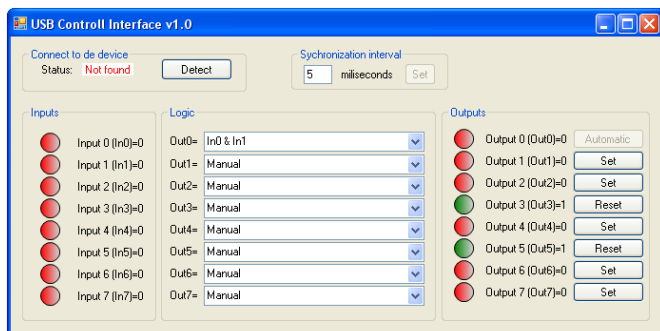 USB Controll Interface v1.0
Connect to de device
Status: Not found Detect
Sychronization interval
5 miliseconds Set
Inputs
Input 0 (In0)=0
Input 1 (In1)=0
Input 2 (In2)=0
Input 3 (In3)=0
Input 4 (In4)=0
Input 5 (In5)=0
Input 6 (In6)=0
Input 7 (In7)=0
Logic
Out0= In0 & In1
Out1= Manual
Out2= Manual
Out3= Manual
Out4= Manual
Out5= Manual
Out6= Manual
Out7= Manual
Outputs
Output 0 (Out0)=0 Automatic
Output 1 (Out1)=0 Set
Output 2 (Out2)=0 Set
Output 3 (Out3)=1 Reset
Output 4 (Out4)=0 Set
Output 5 (Out5)=1 Reset
Output 6 (Out6)=0 Set
Output 7 (Out7)=0 Set